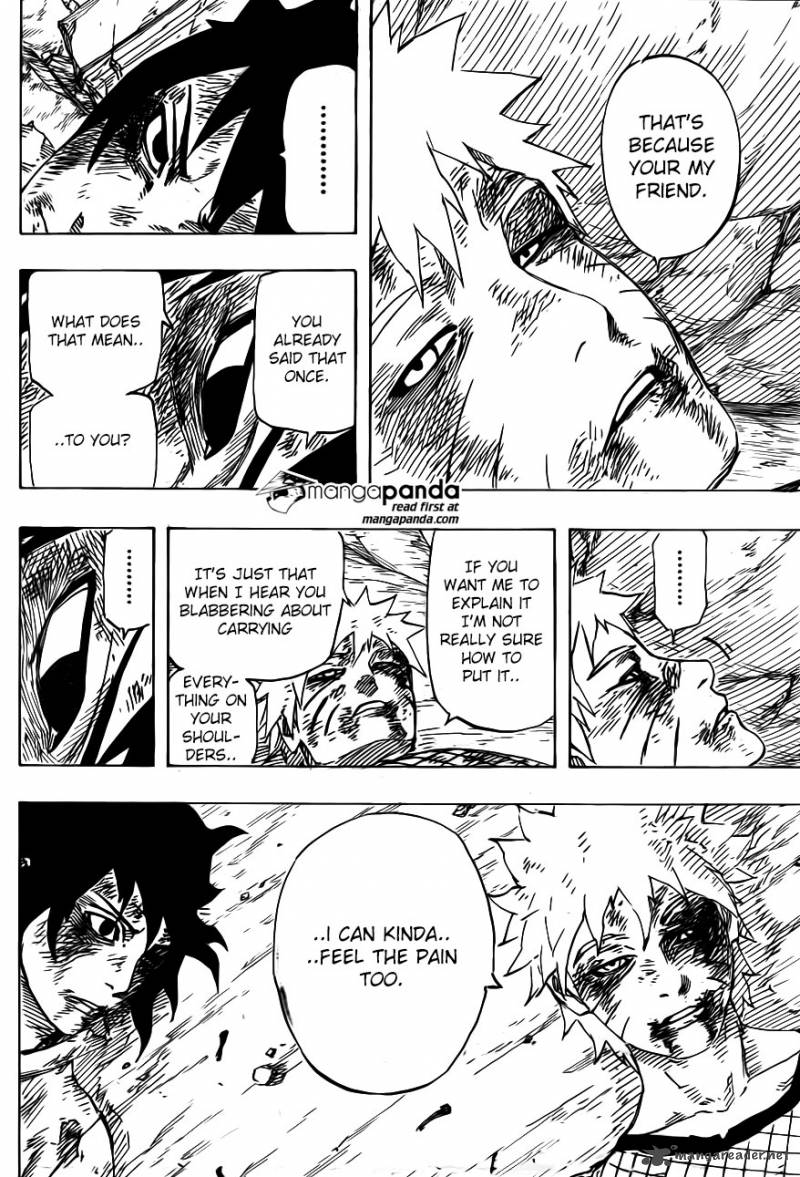 THAT'S
BECAUSE
YOUR MY
FRIEND.
..........
YOU
ALREADY
SAID THAT
ONCE.
WHAT DOES
THAT MEAN..
..TO YOU?
mangapanda
read first at
mangapanda.com
.......
IF YOU
WANT ME TO
EXPLAIN IT
I'M NOT
REALLY SURE
HOW TO
PUT IT..
IT'S JUST THAT
WHEN I HEAR YOU
BLABBERING ABOUT
CARRYING
EVERY-
THING ON
YOUR
SHOUL-
DERS..
.......
..I CAN KINDA..
..FEEL THE PAIN
TOO.
mangareader.net